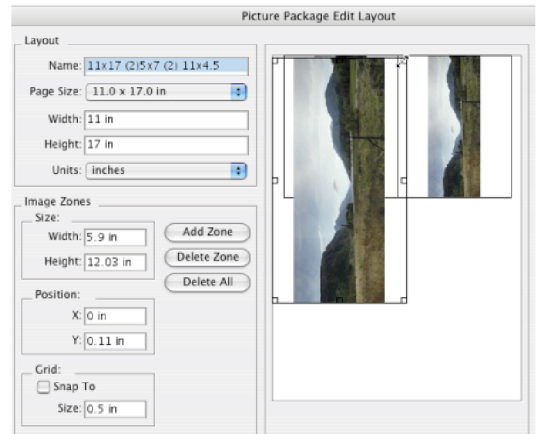 Picture Package Edit Layout
Layout
Name: 11x17 (2)5x7 (2) 11x4.5
Page Size: 11.0 x 17.0 in
Width: 11 in
Height: 17 in
Units: inches
Image Zones
Size:
Width: 5.9 in
Height: 12.03 in
Add Zone
Delete Zone
Delete All
Position:
X: 0 in
Y: 0.11 in
Grid:
Snap To
Size: 0.5 in